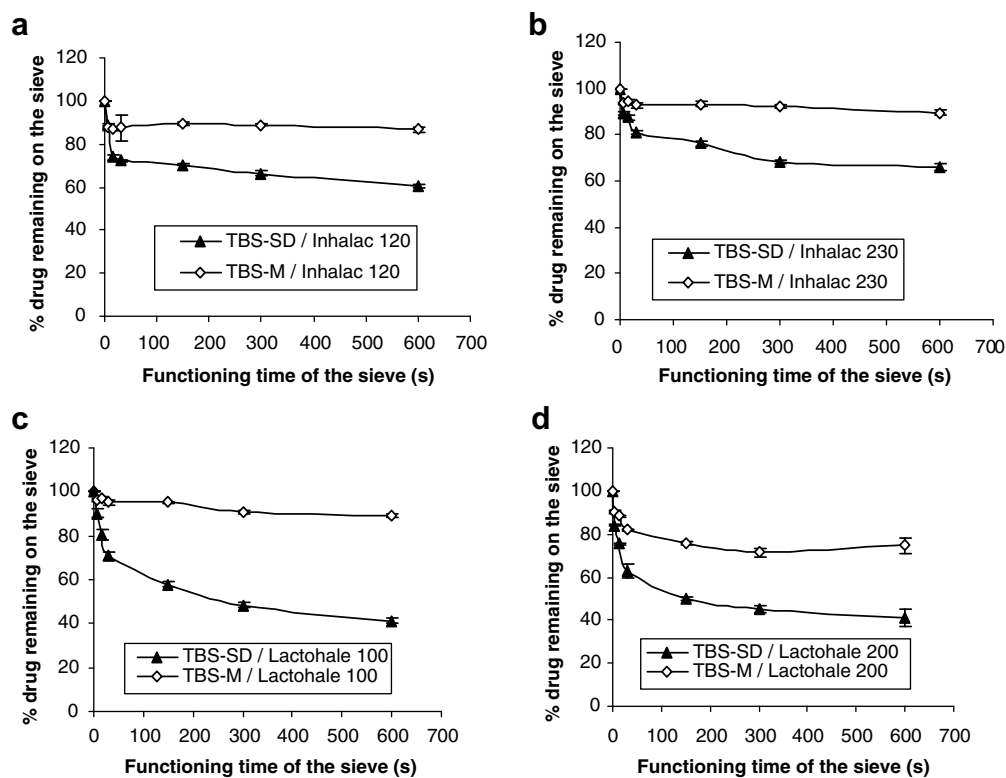 a
% drug remaining on the sieve
120
100
80
60
40
20
0
TBS-SD / Inhalac 120
TBS-M / Inhalac 120
0 100 200 300 400 500 600 700
Functioning time of the sieve (s)
b
% drug remaining on the sieve
120
100
80
60
40
20
0
TBS-SD / Inhalac 230
TBS-M / Inhalac 230
0 100 200 300 400 500 600 700
Functioning time of the sieve (s)
c
% drug remaining on the sieve
120
100
80
60
40
20
0
TBS-SD / Lactohale 100
TBS-M / Lactohale 100
0 100 200 300 400 500 600 700
Functioning time of the sieve (s)
d
% drug remaining on the sieve
120
100
80
60
40
20
0
TBS-SD / Lactohale 200
TBS-M / Lactohale 200
0 100 200 300 400 500 600 700
Functioning time of the sieve (s)